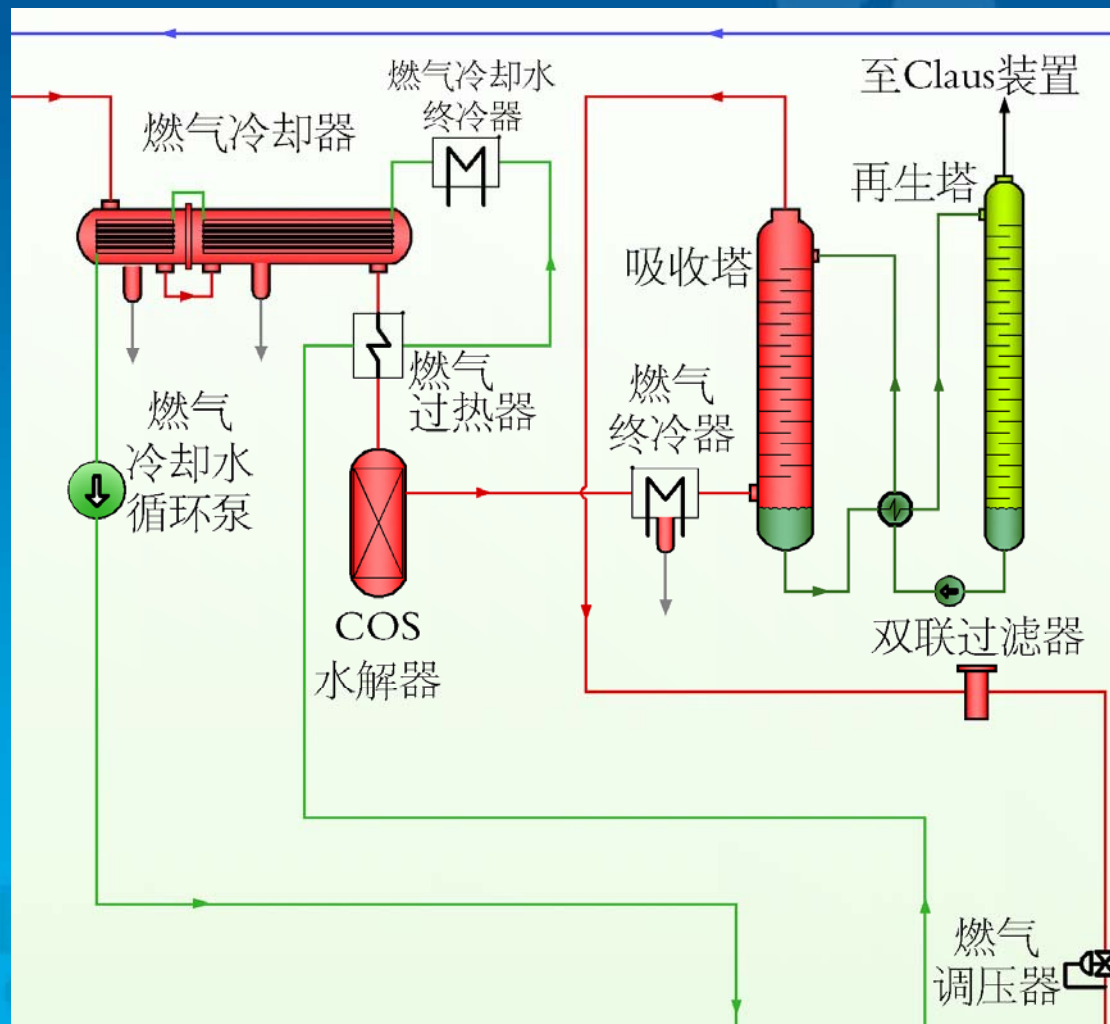 至Claus装置
燃气冷却水
终冷器
燃气冷却器
再生塔
吸收塔
燃气
过热器
燃气
终冷器
燃气
冷却水
循环泵
COS
水解器
双联过滤器
燃气
调压器